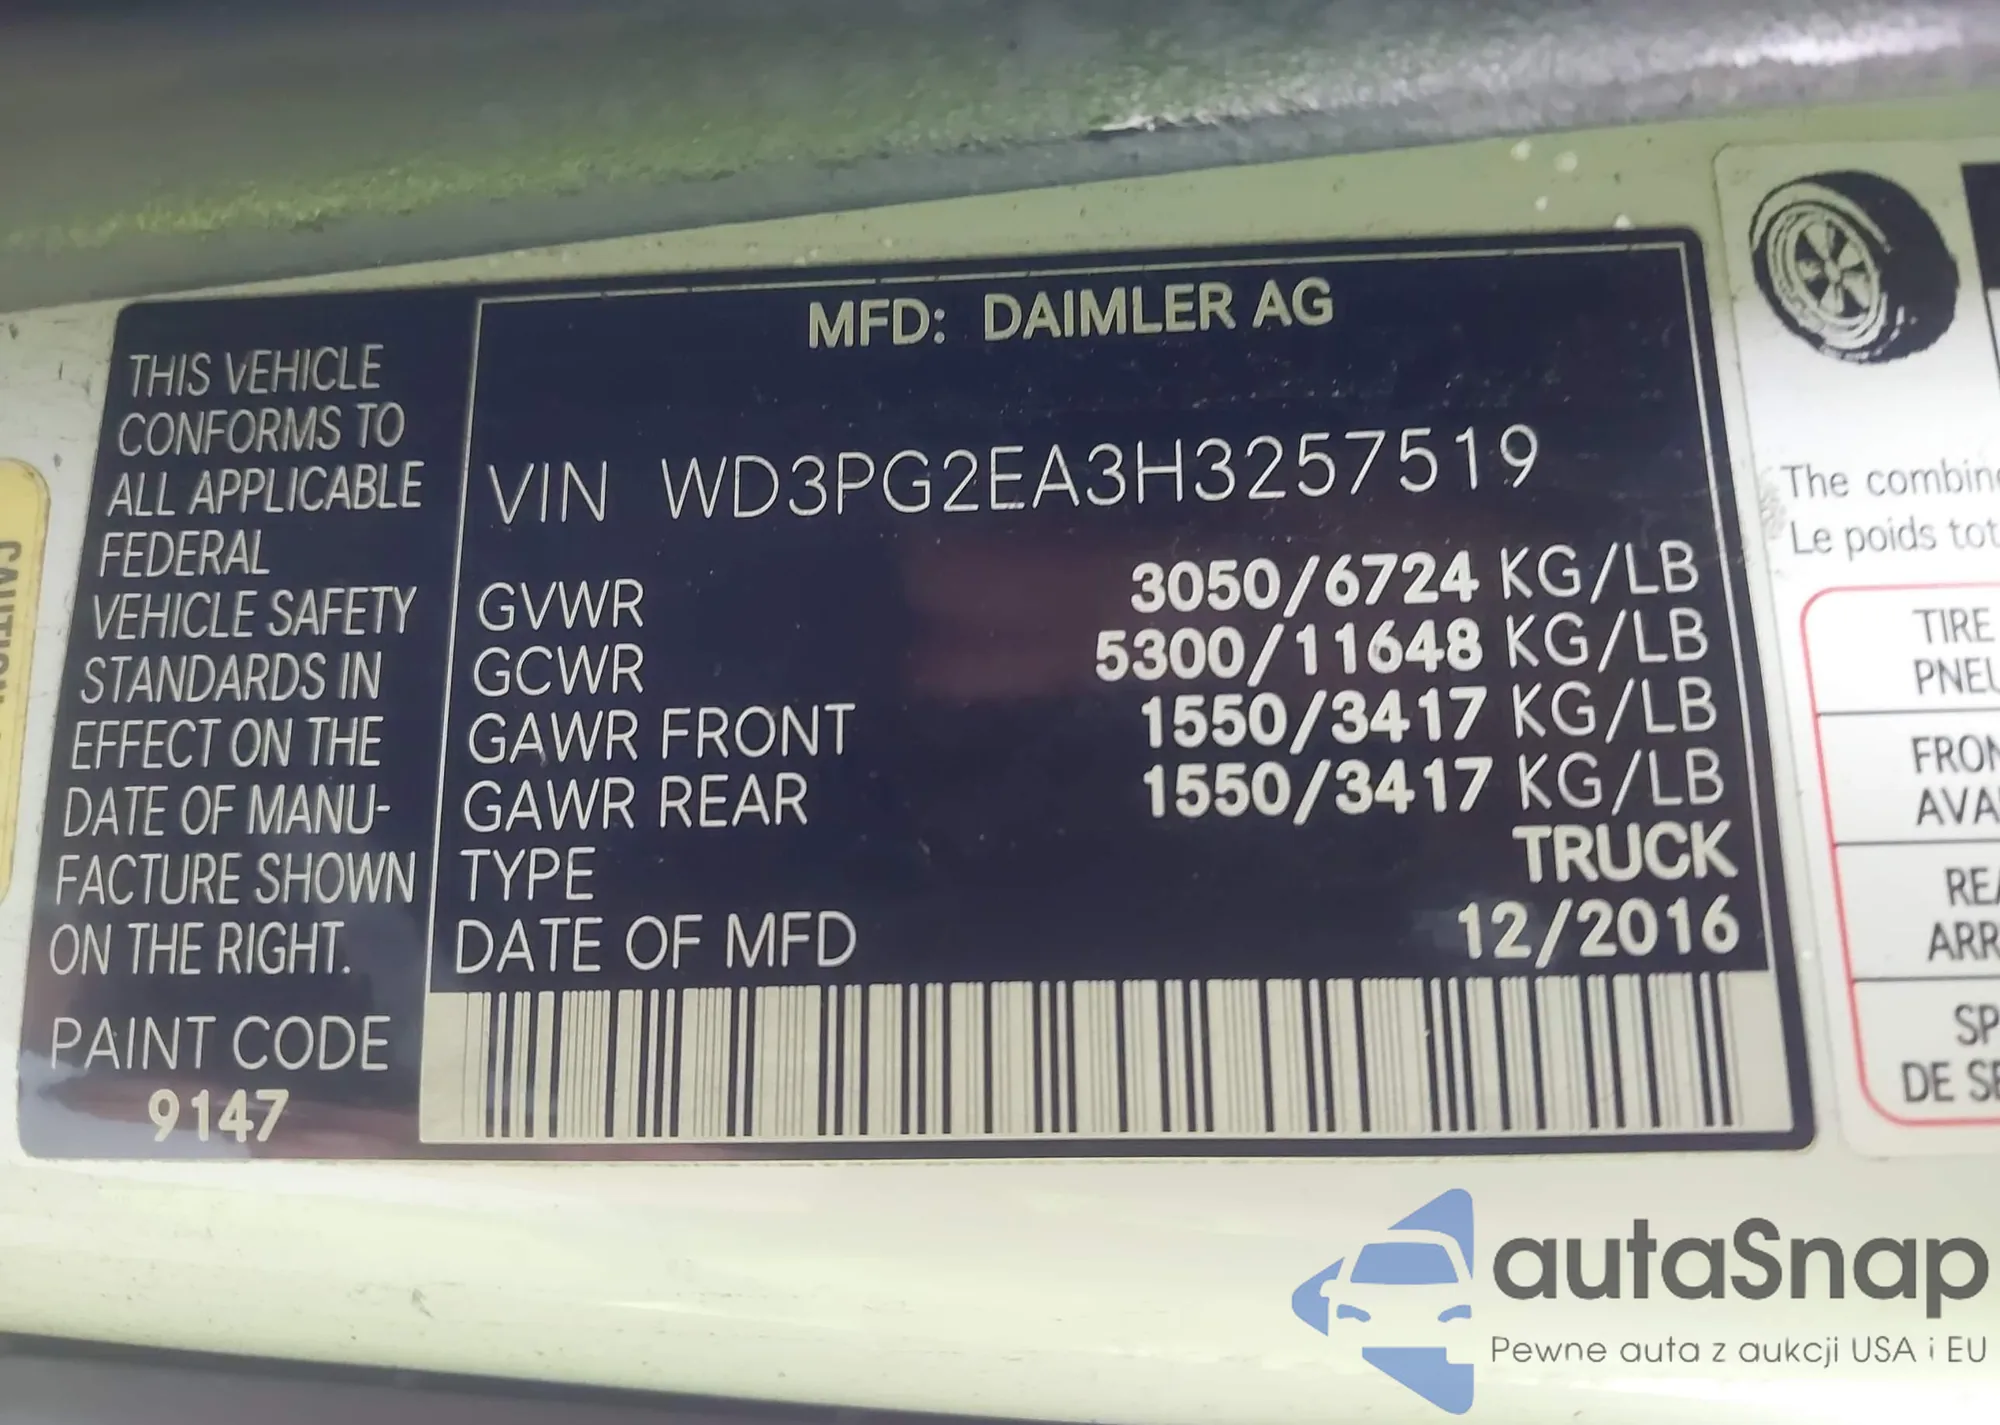 MFD: DAIMLER AG
THIS VEHICLE
CONFORMS TO
ALL APPLICABLE
FEDERAL
VEHICLE SAFETY
STANDARDS IN
EFFECT ON THE
DATE OF MANU-
FACTURE SHOWN
ON THE RIGHT.
PAINT CODE
9147
VIN WD3PG2EA3H3257519
GVWR 3050/6724 KG/LB
GCWR 5300/11648 KG/LB
GAWR FRONT 1550/3417 KG/LB
GAWR REAR 1550/3417 KG/LB
TYPE TRUCK
DATE OF MFD 12/2016
CAUTION
The combin
Le poids tot
TIRE
PNEU
FRON
AVA
REA
ARR
SP
DE SE
autaSnap
Pewne auta z aukcji USA i EU